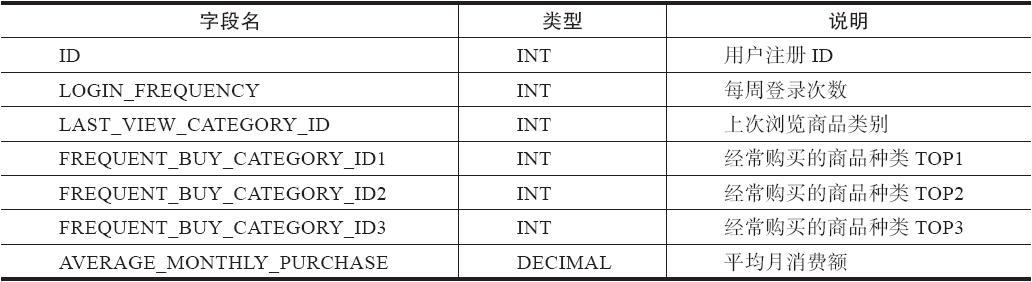 字段名 类型 说明
ID INT 用户注册 ID
LOGIN_FREQUENCY INT 每周登录次数
LAST_VIEW_CATEGORY_ID INT 上次浏览商品类别
FREQUENT_BUY_CATEGORY_ID1 INT 经常购买的商品种类 TOP1
FREQUENT_BUY_CATEGORY_ID2 INT 经常购买的商品种类 TOP2
FREQUENT_BUY_CATEGORY_ID3 INT 经常购买的商品种类 TOP3
AVERAGE_MONTHLY_PURCHASE DECIMAL 平均月消费额